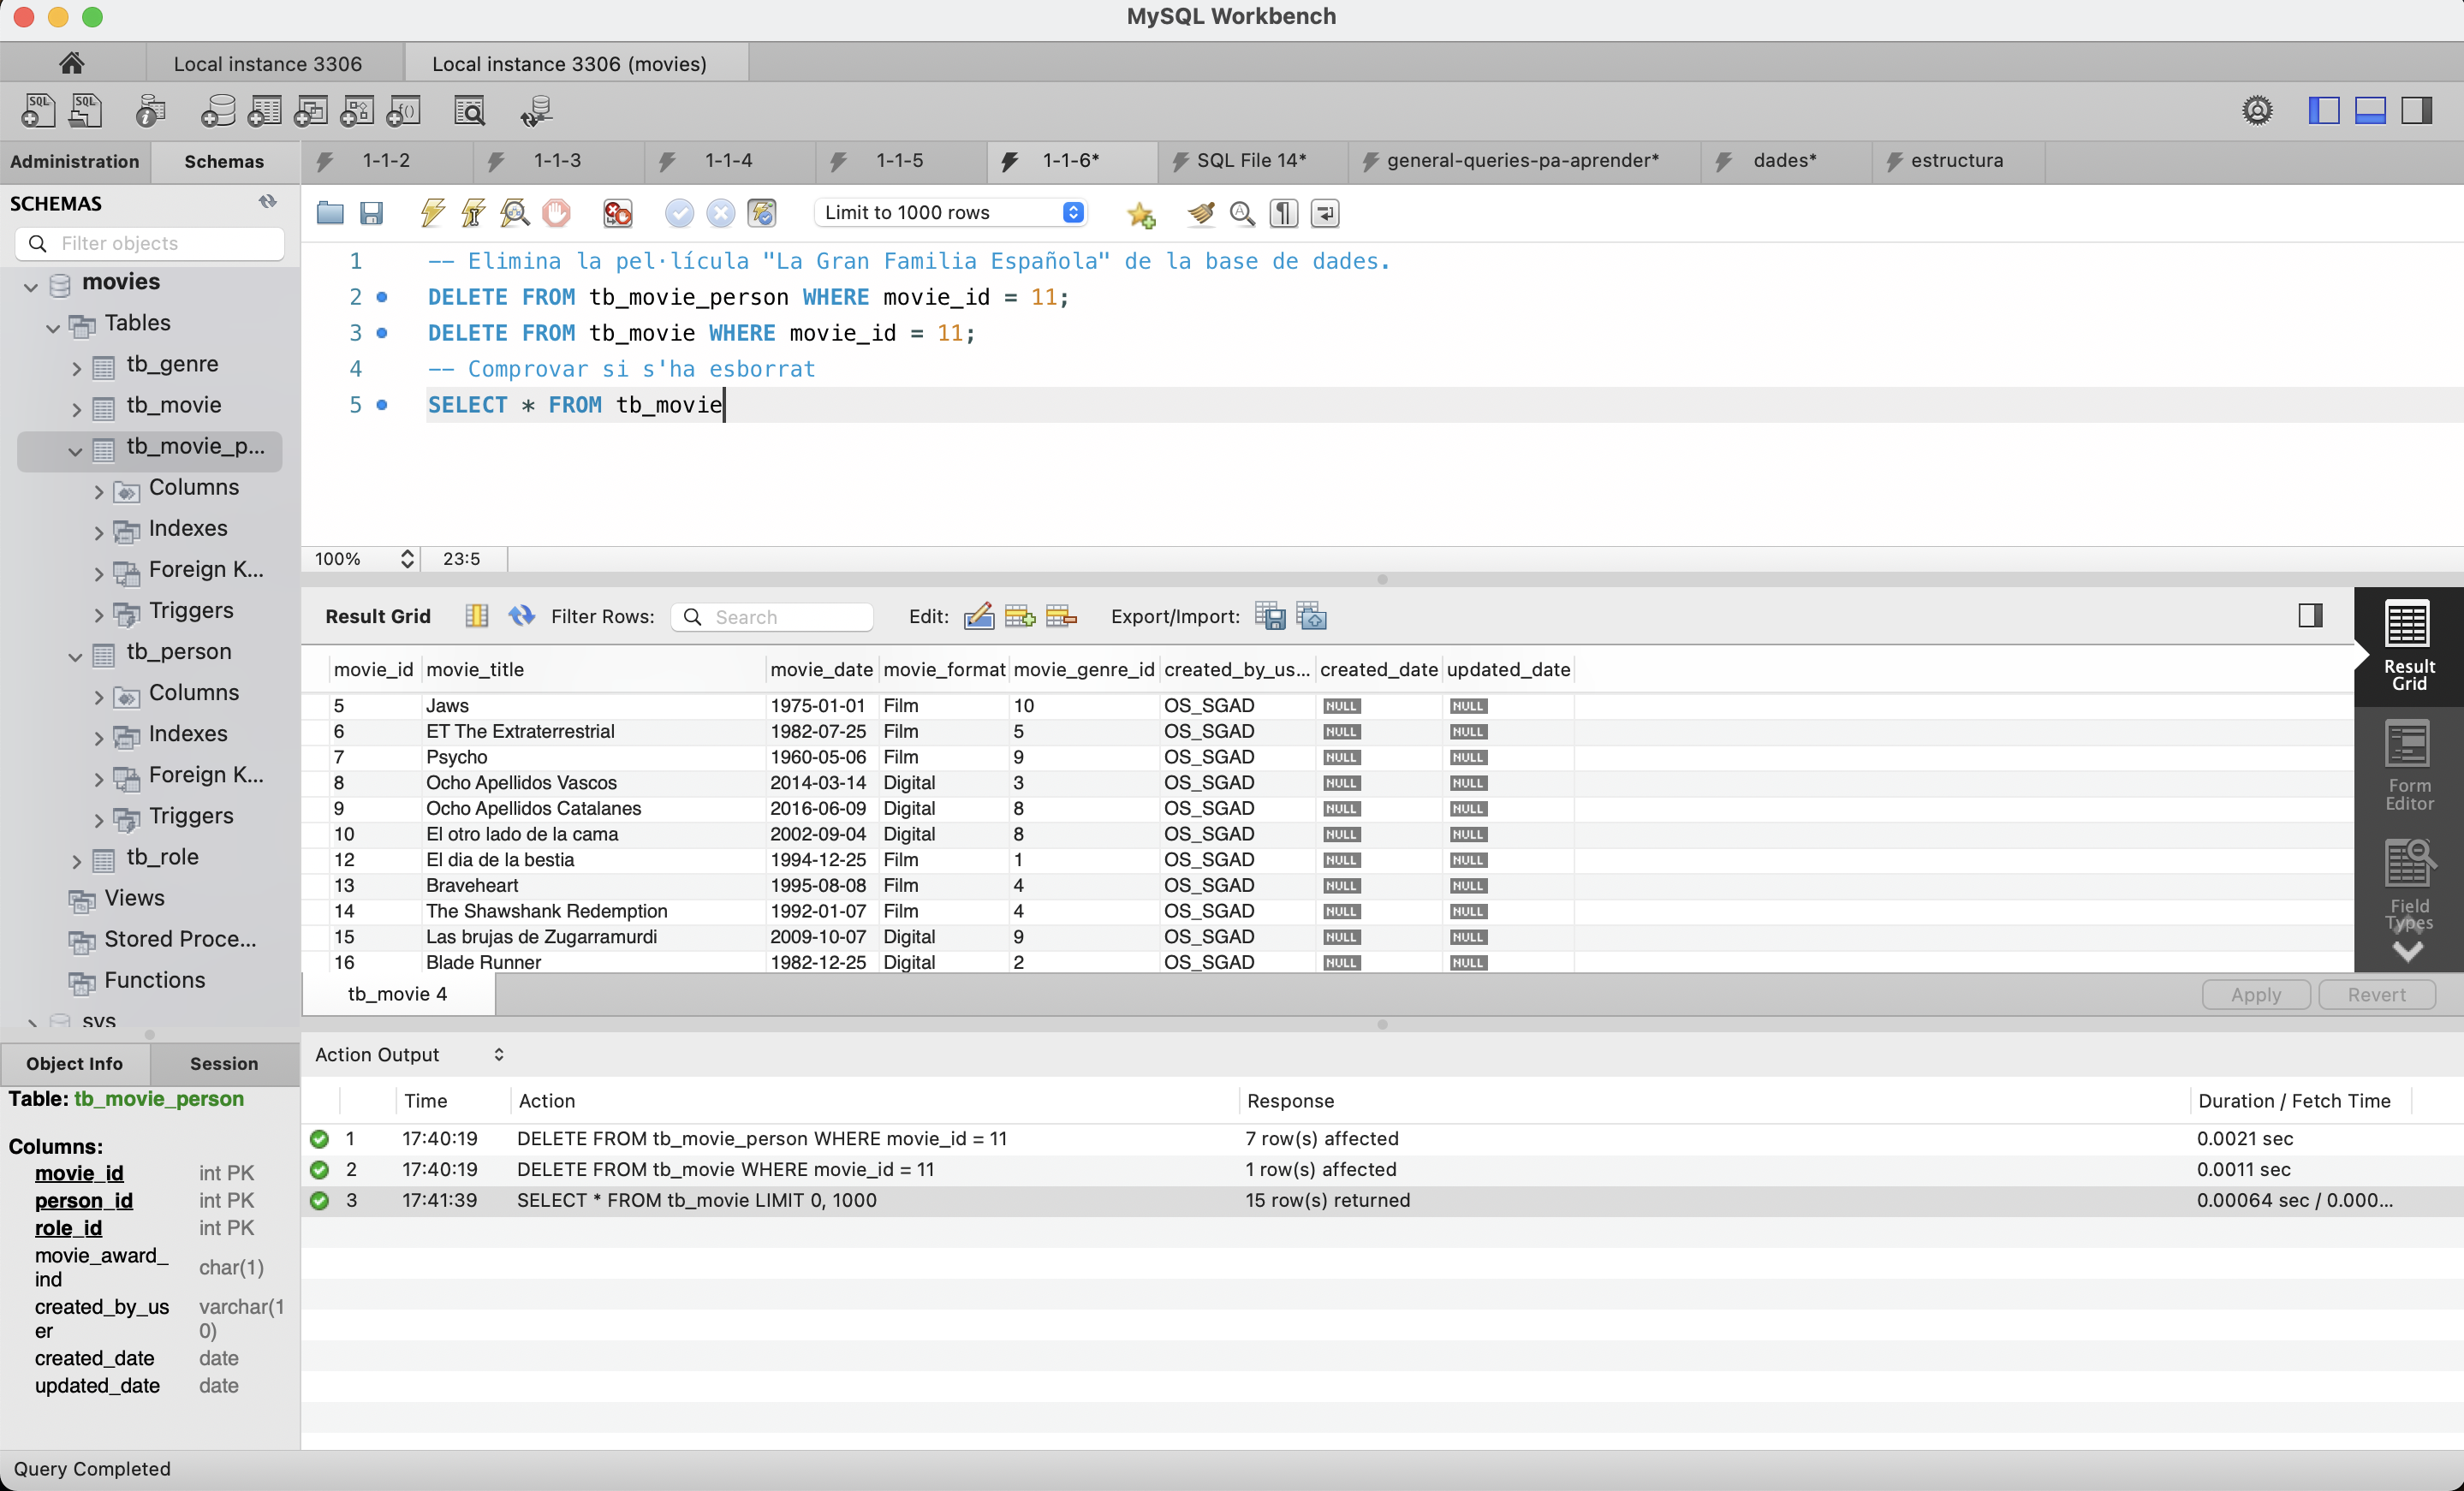 MySQL Workbench
Local instance 3306
Local instance 3306 (movies)
Administration
Schemas
1-1-2
1-1-3
1-1-4
1-1-5
1-1-6*
SQL File 14*
general-queries-pa-aprender*
dades*
estructura
SCHEMAS
Filter objects
movies
Tables
tb_genre
tb_movie
tb_movie_p...
Columns
Indexes
Foreign K...
Triggers
tb_person
Columns
Indexes
Foreign K...
Triggers
tb_role
Views
Stored Proce...
Functions
sys
Limit to 1000 rows
1 -- Elimina la pel·lícula "La Gran Familia Española" de la base de dades.
2 DELETE FROM tb_movie_person WHERE movie_id = 11;
3 DELETE FROM tb_movie WHERE movie_id = 11;
4 -- Comprovar si s'ha esborrat
5 SELECT * FROM tb_movie
100% 23:5
Result Grid Filter Rows: Search Edit: Export/Import:
movie_id movie_title movie_date movie_format movie_genre_id created_by_us... created_date updated_date
5 Jaws 1975-01-01 Film 10 OS_SGAD NULL NULL
6 ET The Extraterrestrial 1982-07-25 Film 5 OS_SGAD NULL NULL
7 Psycho 1960-05-06 Film 9 OS_SGAD NULL NULL
8 Ocho Apellidos Vascos 2014-03-14 Digital 3 OS_SGAD NULL NULL
9 Ocho Apellidos Catalanes 2016-06-09 Digital 8 OS_SGAD NULL NULL
10 El otro lado de la cama 2002-09-04 Digital 8 OS_SGAD NULL NULL
12 El dia de la bestia 1994-12-25 Film 1 OS_SGAD NULL NULL
13 Braveheart 1995-08-08 Film 4 OS_SGAD NULL NULL
14 The Shawshank Redemption 1992-01-07 Film 4 OS_SGAD NULL NULL
15 Las brujas de Zugarramurdi 2009-10-07 Digital 9 OS_SGAD NULL NULL
16 Blade Runner 1982-12-25 Digital 2 OS_SGAD NULL NULL
Result
Grid
Form
Editor
Field
Types
tb_movie 4
Apply
Revert
Object Info
Session
Table: tb_movie_person
Columns:
movie_id int PK
person_id int PK
role_id int PK
movie_award_
ind char(1)
created_by_us varchar(1
er 0)
created_date date
updated_date date
Action Output
Time Action Response Duration / Fetch Time
1 17:40:19 DELETE FROM tb_movie_person WHERE movie_id = 11 7 row(s) affected 0.0021 sec
2 17:40:19 DELETE FROM tb_movie WHERE movie_id = 11 1 row(s) affected 0.0011 sec
3 17:41:39 SELECT * FROM tb_movie LIMIT 0, 1000 15 row(s) returned 0.00064 sec / 0.000...
Query Completed